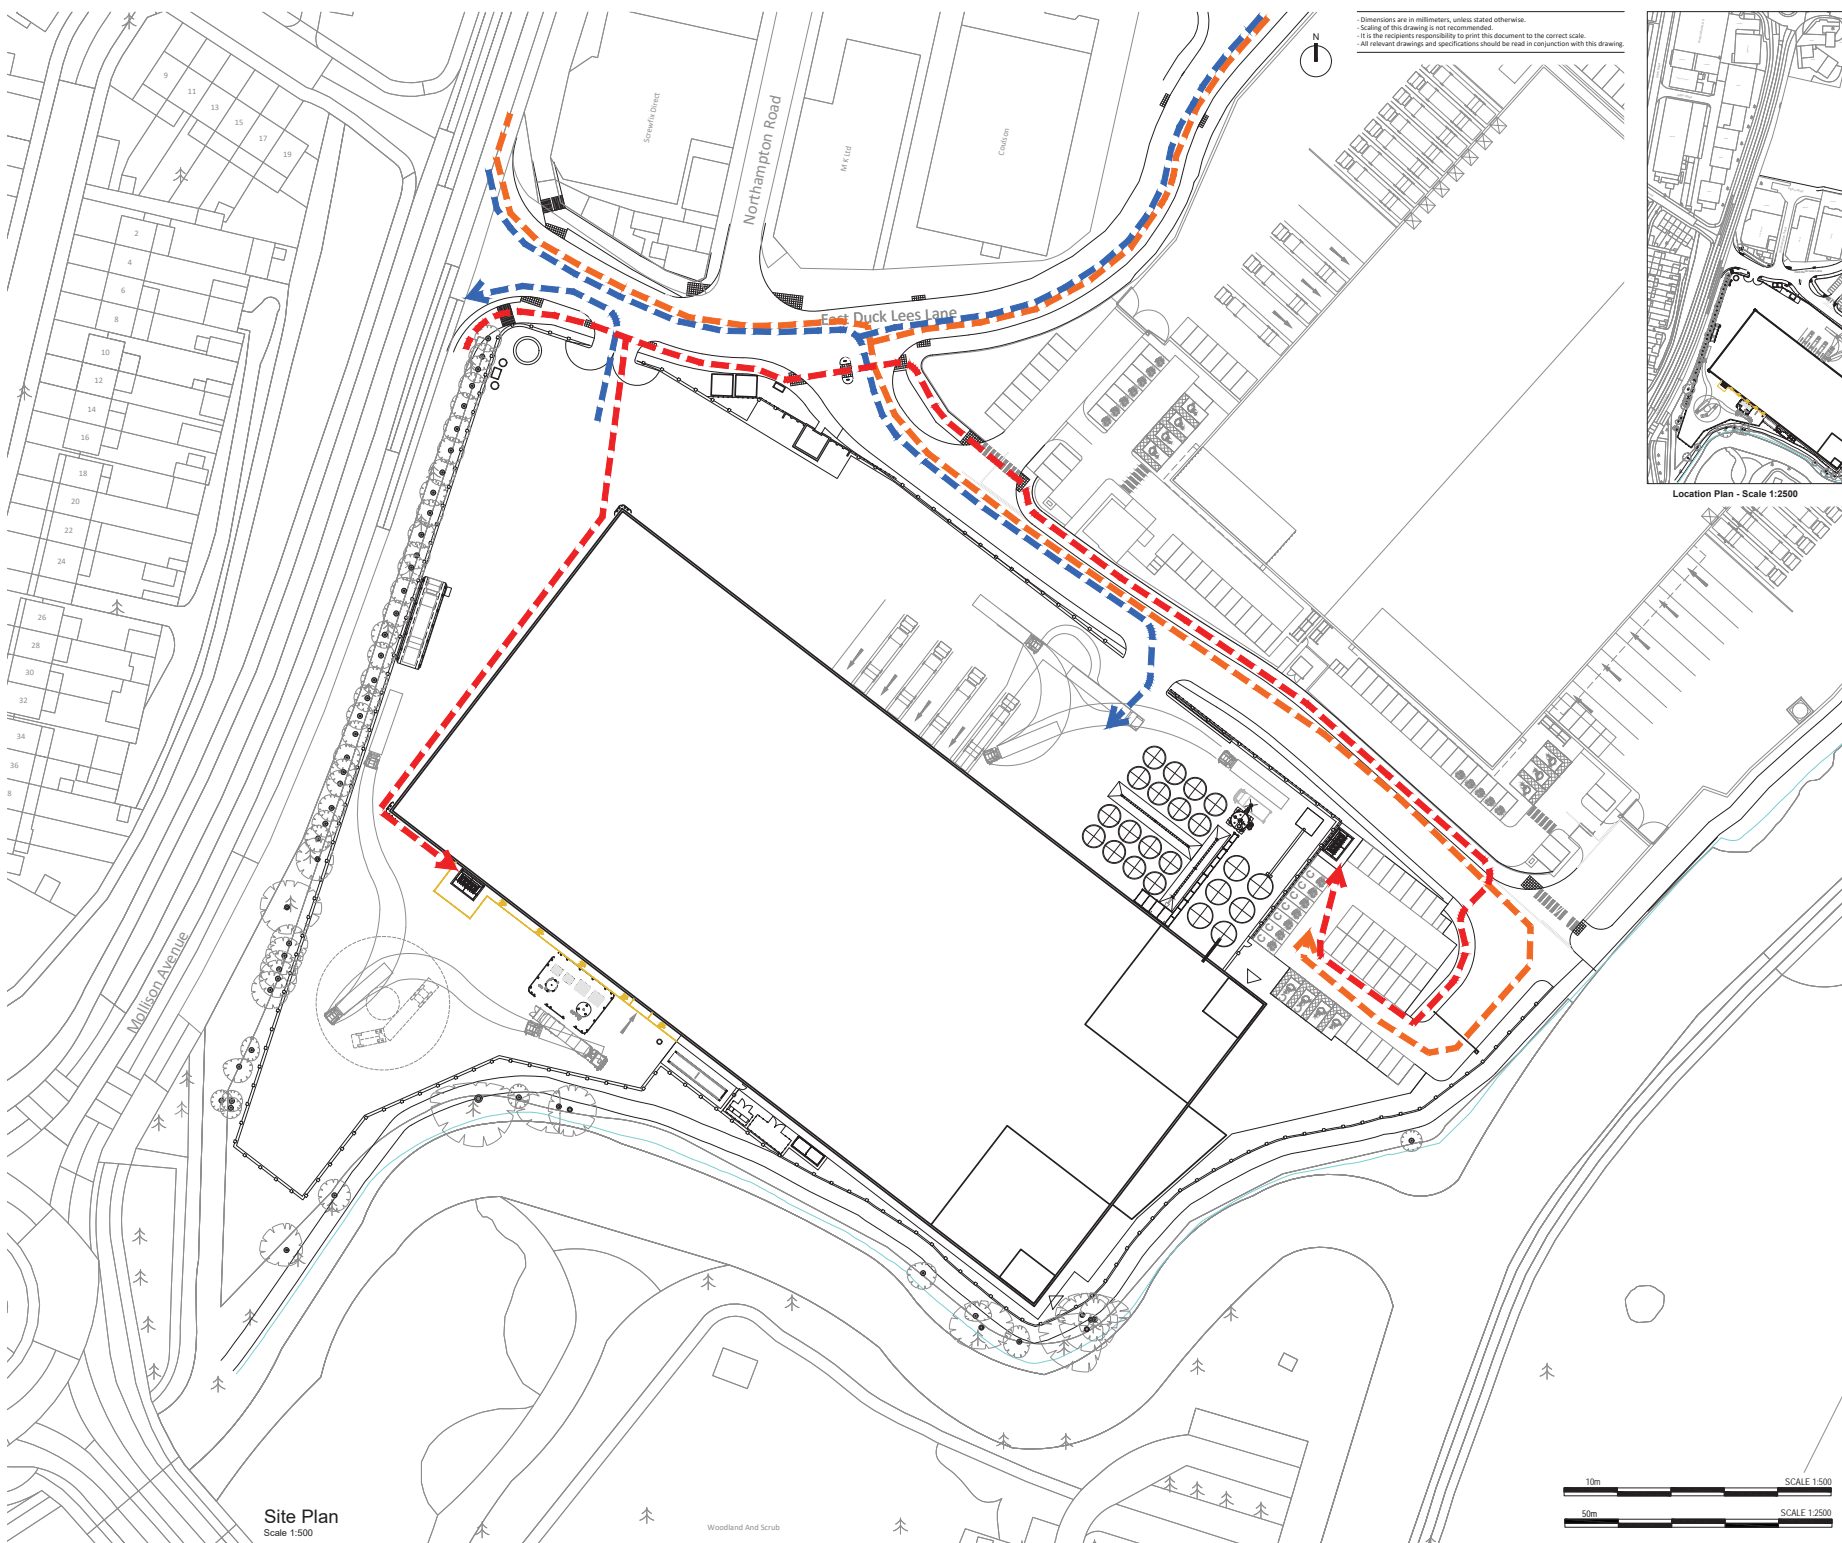 - Dimensions are in millimeters, unless stated otherwise.
- Scaling of this drawing is not recommended.
- It is the recipients responsibility to print this document to the correct scale.
- All relevant drawings and specifications should be read in conjunction with this drawing.
N
Location Plan - Scale 1:2500
Screwfix Direct
Northampton Road
M K Ltd
Coulson
East Duck Lees Lane
9
11
13
15
17
19
2
4
6
8
10
12
14
16
18
20
22
24
26
28
30
32
34
36
8
Mollison Avenue
Woodland And Scrub
Site Plan
Scale 1:500
10m
SCALE 1:500
50m
SCALE 1:2500